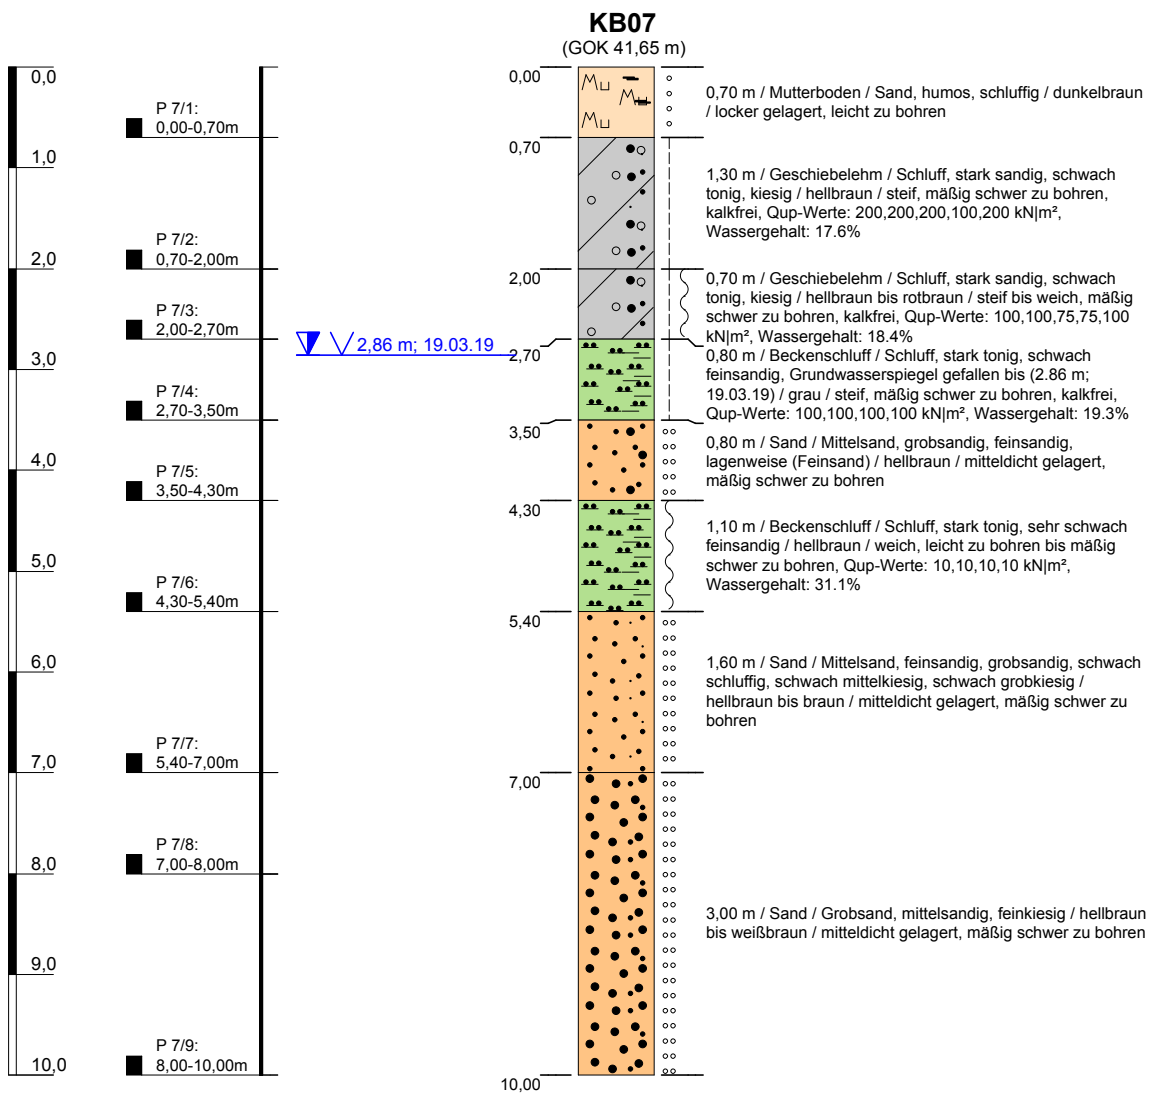 KB07
(GOK 41,65 m)
0,0
1,0
2,0
3,0
4,0
5,0
6,0
7,0
8,0
9,0
10,0
P 7/1:
0,00-0,70m
P 7/2:
0,70-2,00m
P 7/3:
2,00-2,70m
P 7/4:
2,70-3,50m
P 7/5:
3,50-4,30m
P 7/6:
4,30-5,40m
P 7/7:
5,40-7,00m
P 7/8:
7,00-8,00m
P 7/9:
8,00-10,00m
2,86 m; 19.03.19
0,00
0,70
2,00
2,70
3,50
4,30
5,40
7,00
10,00
Mu
Mu
Mu
0,70 m / Mutterboden / Sand, humos, schluffig / dunkelbraun
/ locker gelagert, leicht zu bohren
1,30 m / Geschiebelehm / Schluff, stark sandig, schwach
tonig, kiesig / hellbraun / steif, mäßig schwer zu bohren,
kalkfrei, Qup-Werte: 200,200,200,100,200 kN|m²,
Wassergehalt: 17.6%
0,70 m / Geschiebelehm / Schluff, stark sandig, schwach
tonig, kiesig / hellbraun bis rotbraun / steif bis weich, mäßig
schwer zu bohren, kalkfrei, Qup-Werte: 100,100,75,75,100
kN|m², Wassergehalt: 18.4%
0,80 m / Beckenschluff / Schluff, stark tonig, schwach
feinsandig, Grundwasserspiegel gefallen bis (2.86 m;
19.03.19) / grau / steif, mäßig schwer zu bohren, kalkfrei,
Qup-Werte: 100,100,100,100 kN|m², Wassergehalt: 19.3%
0,80 m / Sand / Mittelsand, grobsandig, feinsandig,
lagenweise (Feinsand) / hellbraun / mitteldicht gelagert,
mäßig schwer zu bohren
1,10 m / Beckenschluff / Schluff, stark tonig, sehr schwach
feinsandig / hellbraun / weich, leicht zu bohren bis mäßig
schwer zu bohren, Qup-Werte: 10,10,10,10 kN|m²,
Wassergehalt: 31.1%
1,60 m / Sand / Mittelsand, feinsandig, grobsandig, schwach
schluffig, schwach mittelkiesig, schwach grobkiesig /
hellbraun bis braun / mitteldicht gelagert, mäßig schwer zu
bohren
3,00 m / Sand / Grobsand, mittelsandig, feinkiesig / hellbraun
bis weißbraun / mitteldicht gelagert, mäßig schwer zu bohren